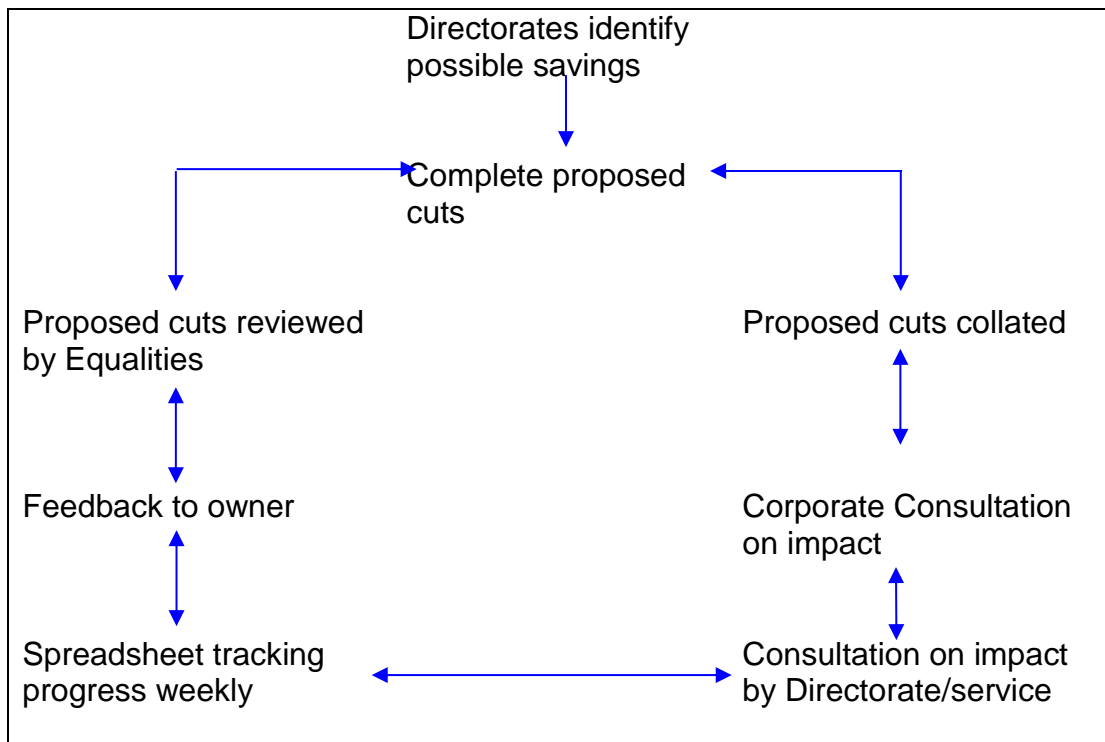 Directorates identify
possible savings
Complete proposed
cuts
Proposed cuts reviewed
by Equalities
Proposed cuts collated
Feedback to owner
Corporate Consultation
on impact
Spreadsheet tracking
progress weekly
Consultation on impact
by Directorate/service